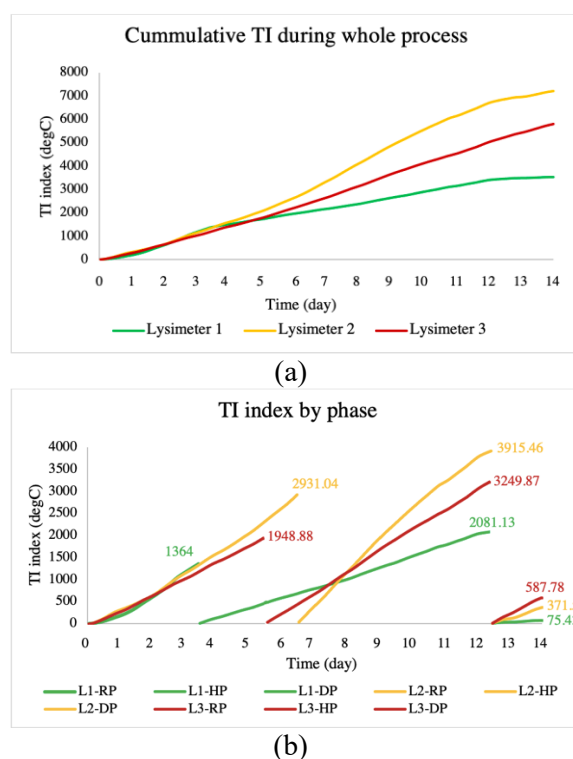 Cummulative TI during whole process
TI index (degC)
8000
7000
6000
5000
4000
3000
2000
1000
0
0 1 2 3 4 5 6 7 8 9 10 11 12 13 14
Time (day)
Lysimeter 1 Lysimeter 2 Lysimeter 3
(a)
TI index by phase
TI index (degC)
4000
3500
3000
2500
2000
1500
1000
500
0
1364
2931.04
1948.88
3915.46
3249.87
2081.13
587.78
371.
75.4
0 1 2 3 4 5 6 7 8 9 10 11 12 13 14
Time (day)
L1-RP L1-HP L1-DP L2-RP L2-HP
L2-DP L3-RP L3-HP L3-DP
(b)